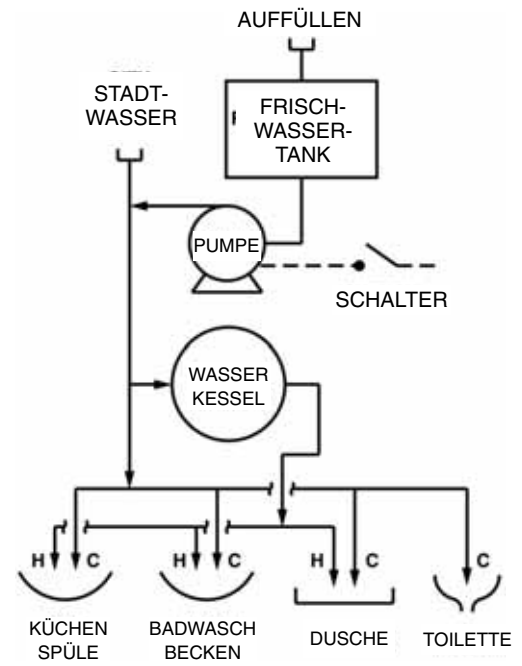 AUFFÜLLEN
STADT-
WASSER
FRISCH-
WASSER-
TANK
PUMPE
SCHALTER
WASSER
KESSEL
H C
H C
H C
C
KÜCHEN
SPÜLE
BADWASCH
BECKEN
DUSCHE
TOILETTE